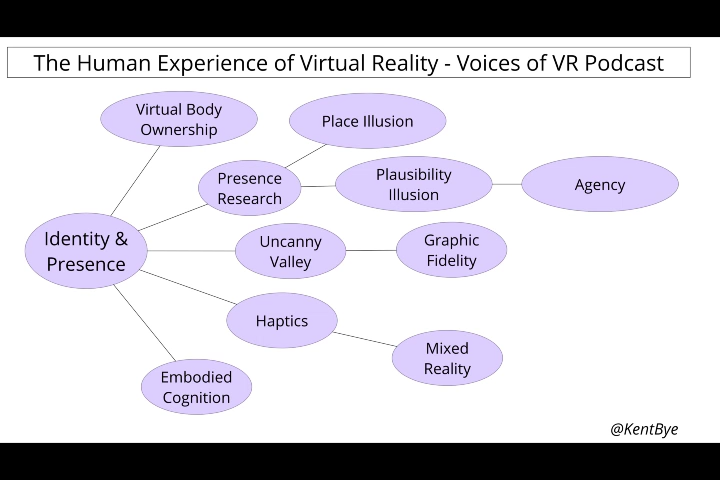 The Human Experience of Virtual Reality - Voices of VR Podcast
Virtual Body
Ownership
Place Illusion
Presence
Research
Plausibility
Illusion
Agency
Identity &
Presence
Uncanny
Valley
Graphic
Fidelity
Haptics
Mixed
Reality
Embodied
Cognition
@KentBye